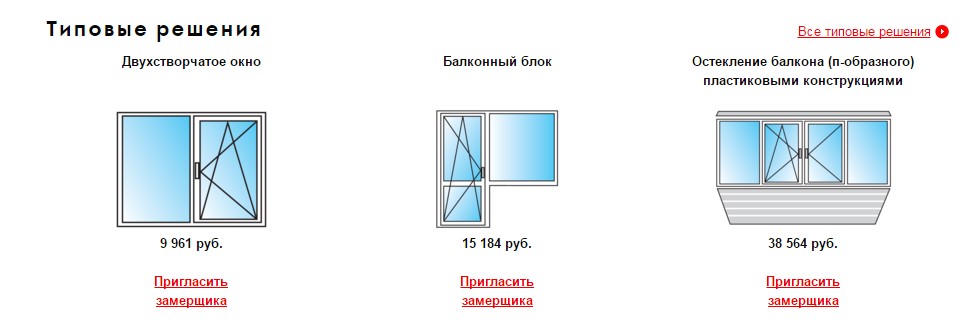 Типовые решения
Все типовые решения
Двухстворчатое окно
Балконный блок
Остекление балкона (п-образного)
пластиковыми конструкциями
9 961 руб.
15 184 руб.
38 564 руб.
Пригласить
замерщика
Пригласить
замерщика
Пригласить
замерщика